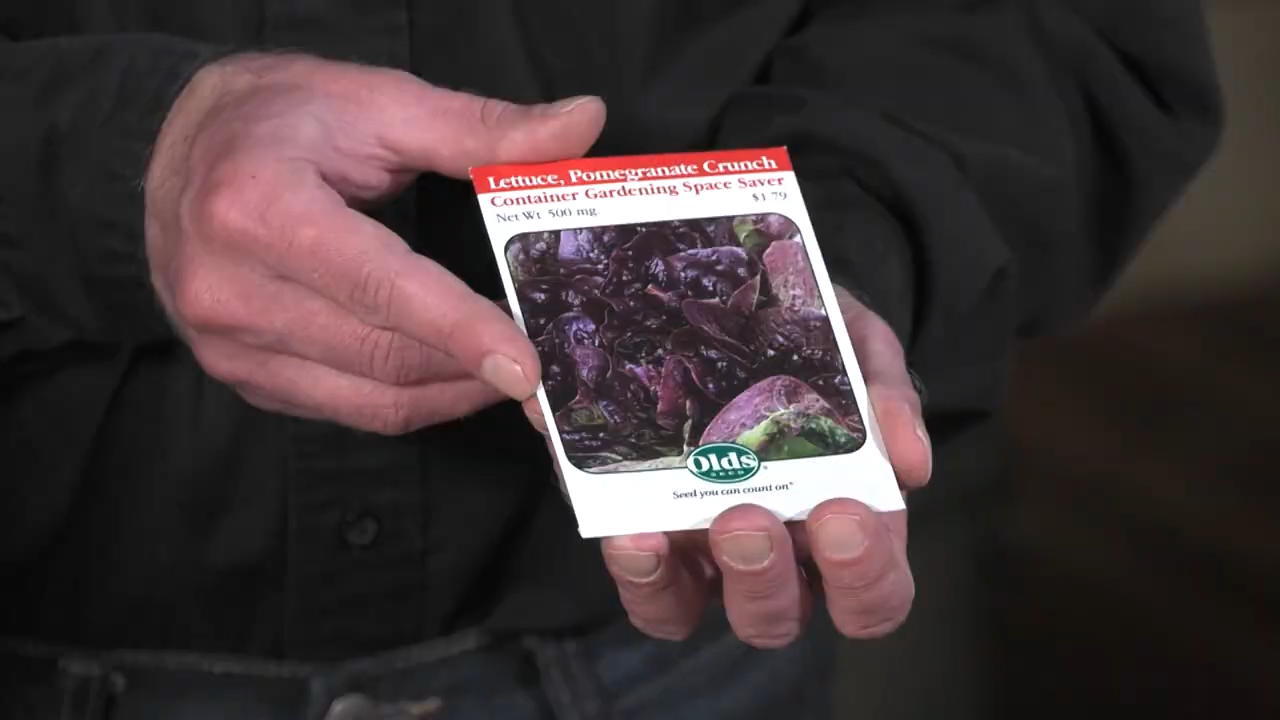 Lettuce, Pomegranate Crunch
Container Gardening Space Saver
Net Wt 500 mg.
$1.79
Olds
SEED
Seed you can count on®